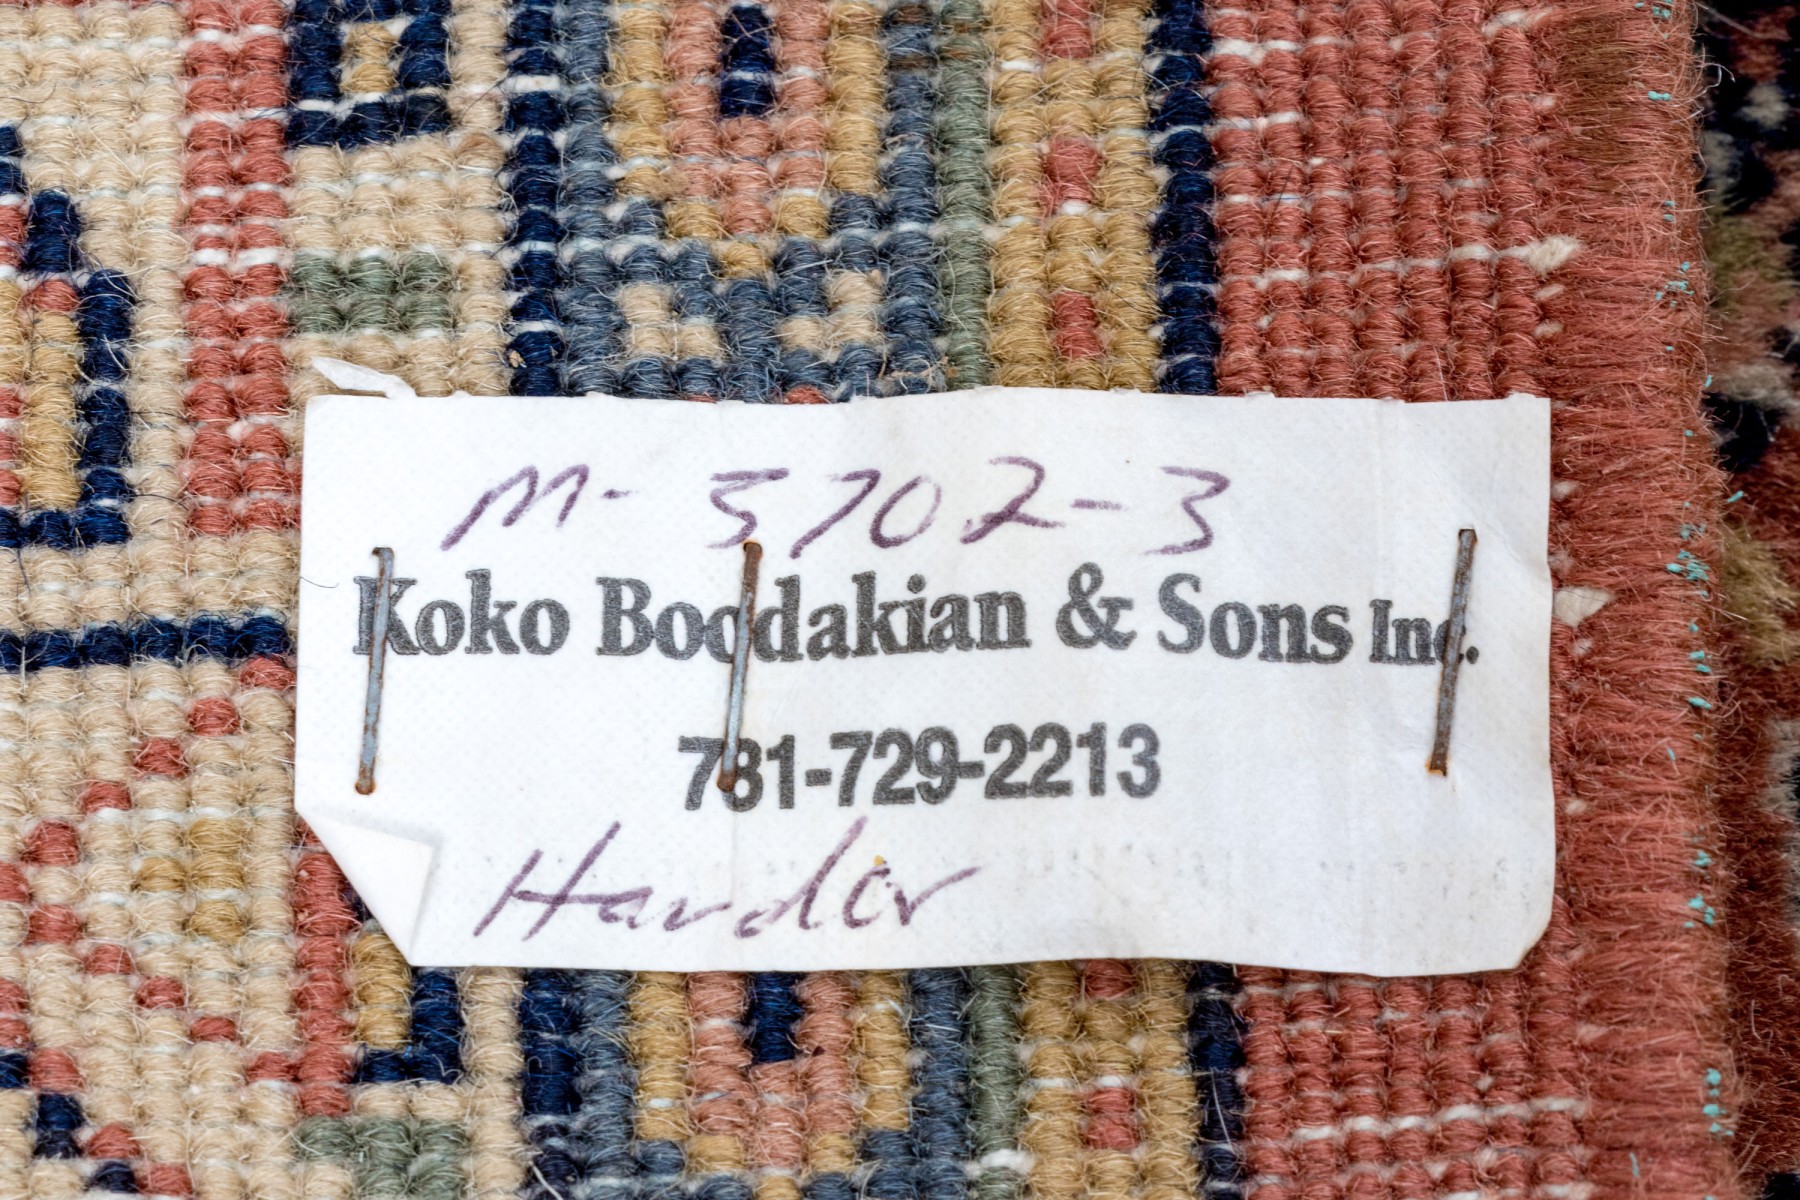 M-5702-3
Koko Boodakian & Sons Inc.
781-729-2213
Harder